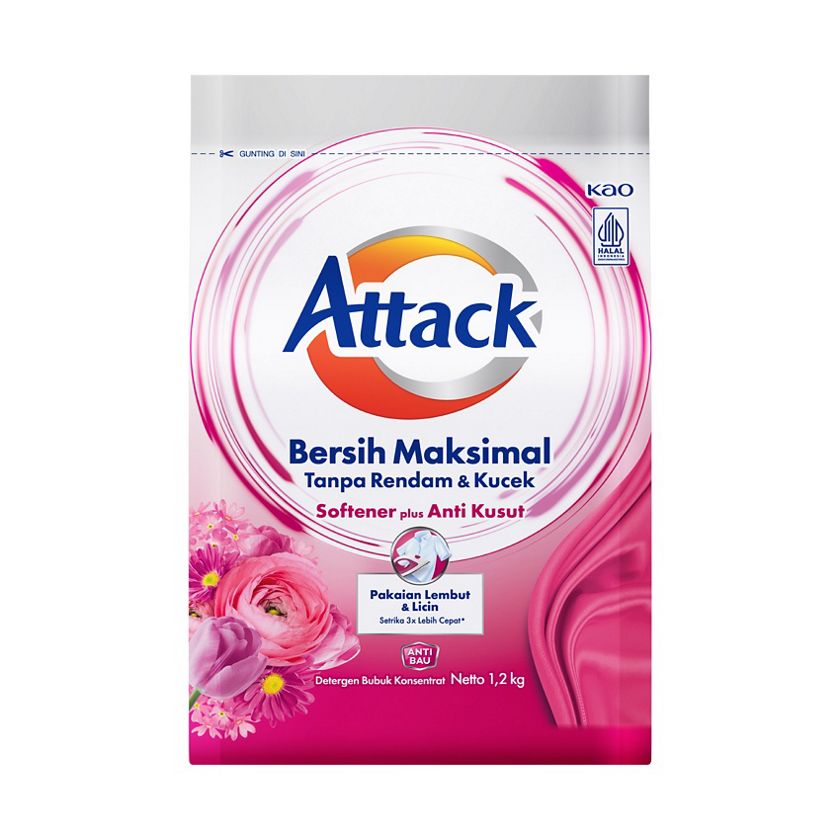 GUNTING DI SINI
Kao
HALAL
INDONESIA
Attack
Bersih Maksimal
Tanpa Rendam & Kucek
Softener plus Anti Kusut
Pakaian Lembut
& Licin
Setrika 3x Lebih Cepat*
ANTI
BAU
Detergen Bubuk Konsentrat Netto 1,2 kg